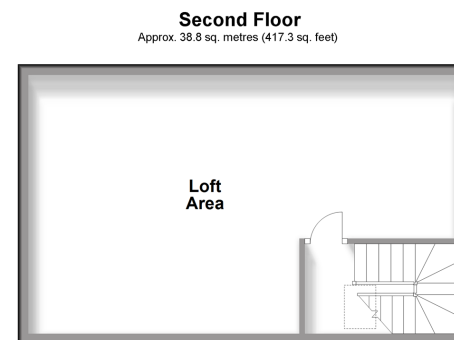 Second Floor
Approx. 38.8 sq. metres (417.3 sq. feet)
Loft
Area